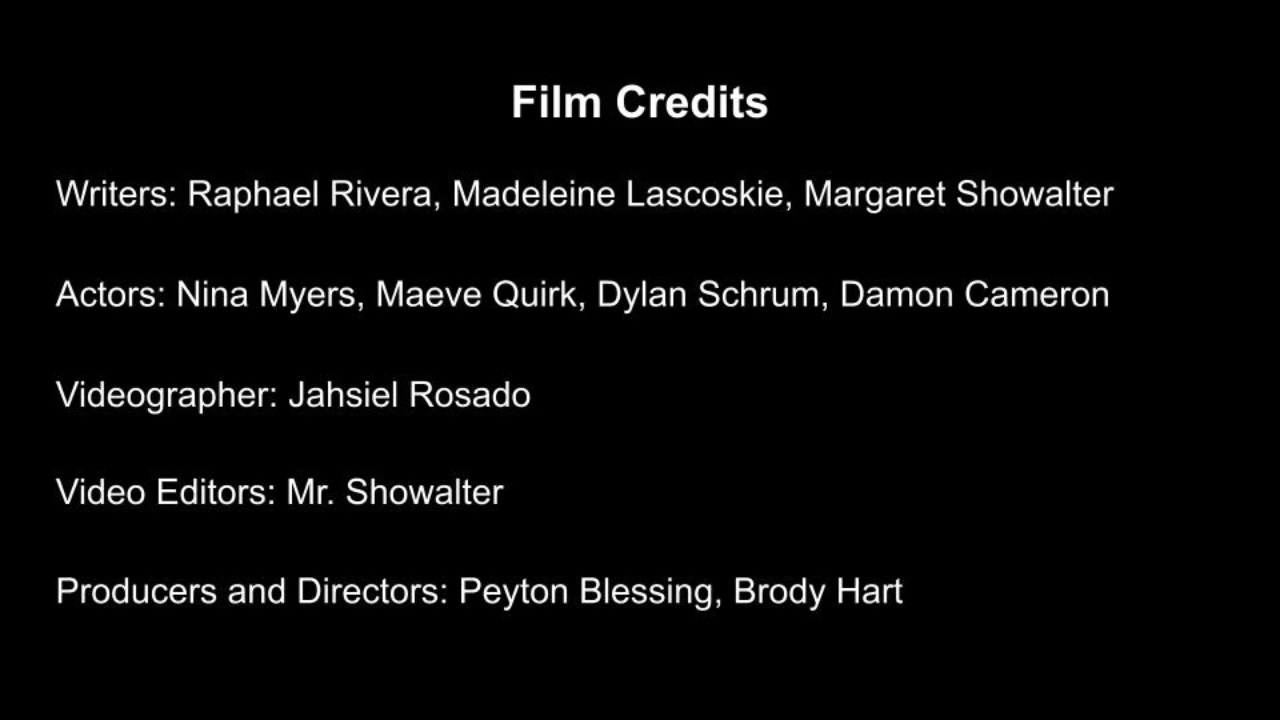 Film Credits
Writers: Raphael Rivera, Madeleine Lascoskie, Margaret Showalter
Actors: Nina Myers, Maeve Quirk, Dylan Schrum, Damon Cameron
Videographer: Jahsiel Rosado
Video Editors: Mr. Showalter
Producers and Directors: Peyton Blessing, Brody Hart